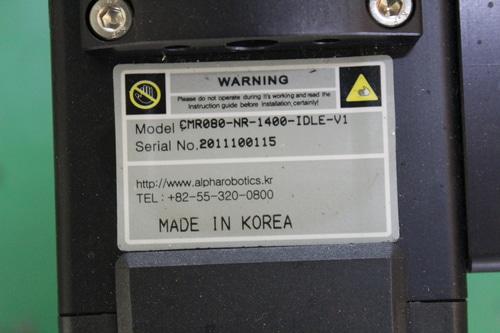 WARNING
Please do not operate during it's working and read the
Instruction guide before installation, certainly!
Model CMR080-NR-1400-IDLE-V1
Serial No. 2011100115
http://www.alpharobotics.kr
TEL : +82-55-320-0800
MADE IN KOREA